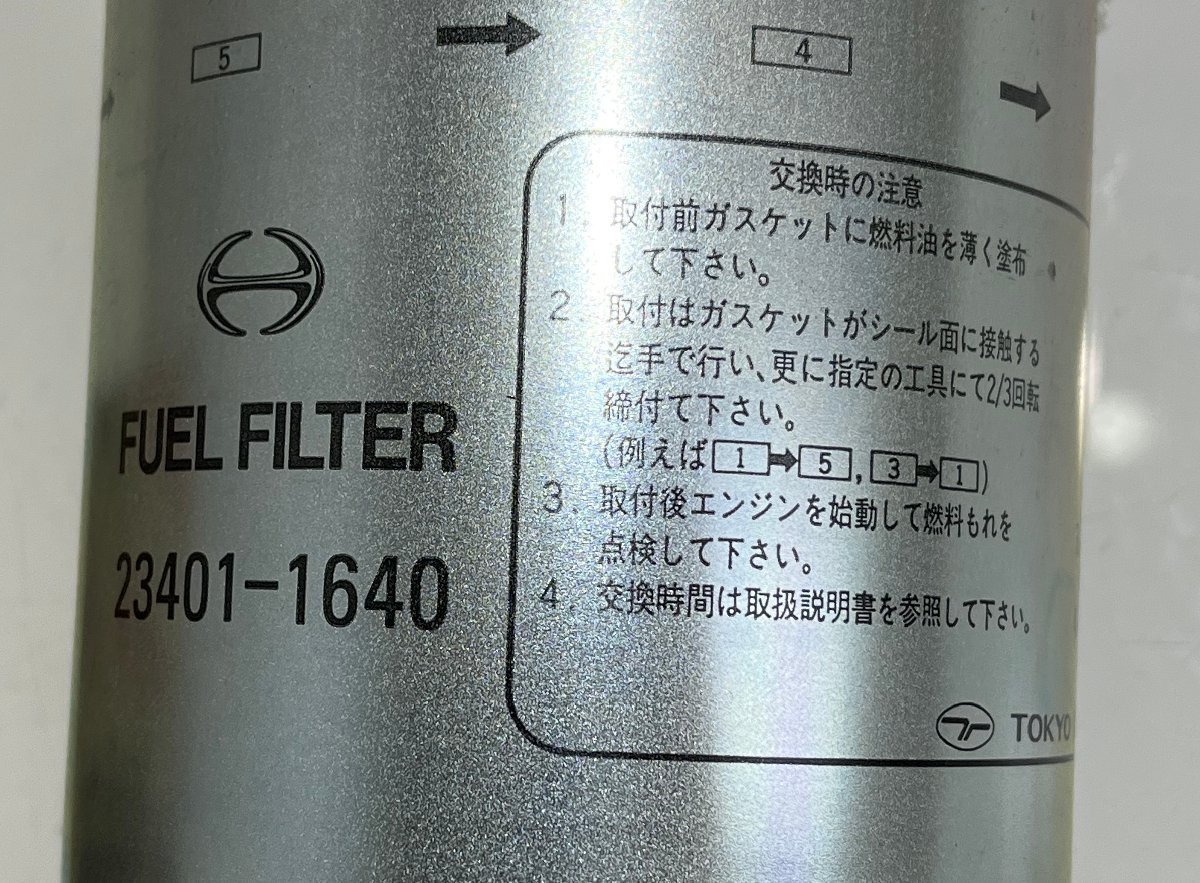 5
4
FUEL FILTER
23401-1640
交換時の注意
1. 取付前ガスケットに燃料油を薄く塗布
して下さい。
2. 取付はガスケットがシール面に接触する
迄手で行い、更に指定の工具にて2/3回転
締付て下さい。
(例えば 1 → 5 , 3 → 1 )
3. 取付後エンジンを始動して燃料もれを
点検して下さい。
4. 交換時間は取扱説明書を参照して下さい。
TOKYO